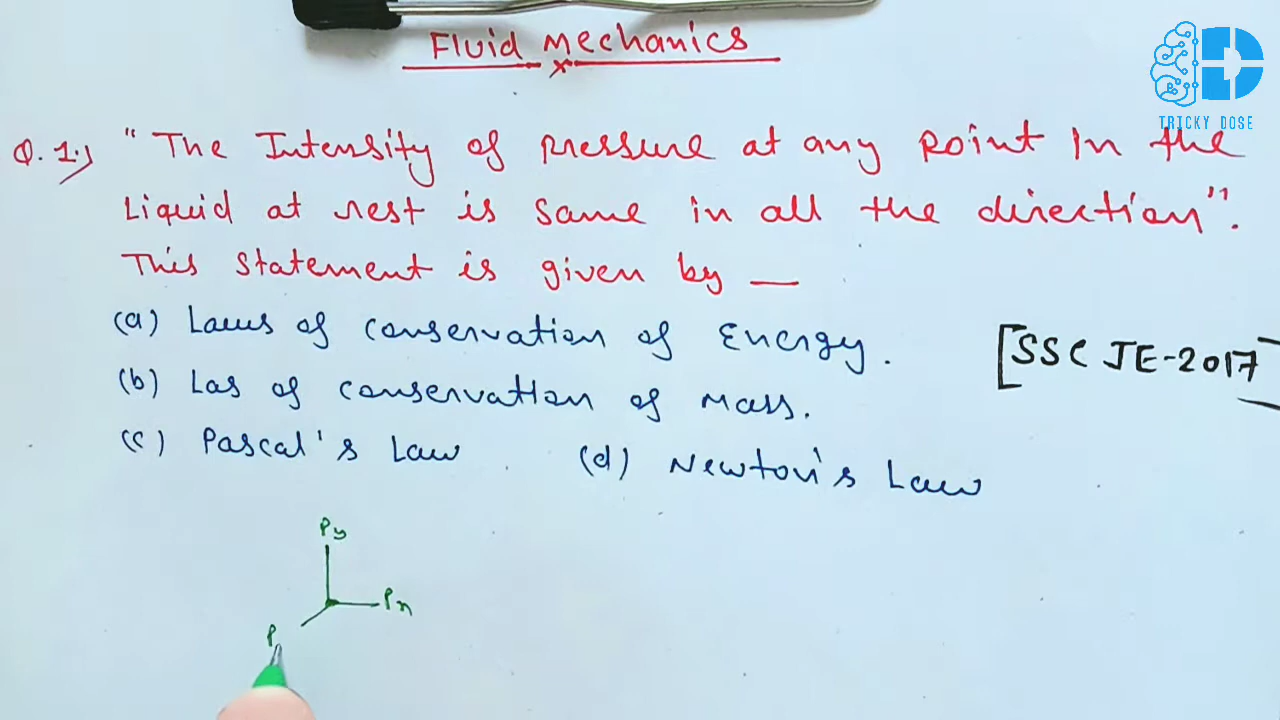 Fluid Mechanics
x
TRICKY DOSE
Q.1.) "The Intensity of pressure at any point In the
Liquid at rest is same in all the direction".
This statement is given by —
(a) Laws of conservation of Energy.
[SSC JE-2017
(b) Las of conservation of Mass.
(c) Pascal's Law (d) Newton's Law
Py
Px
P